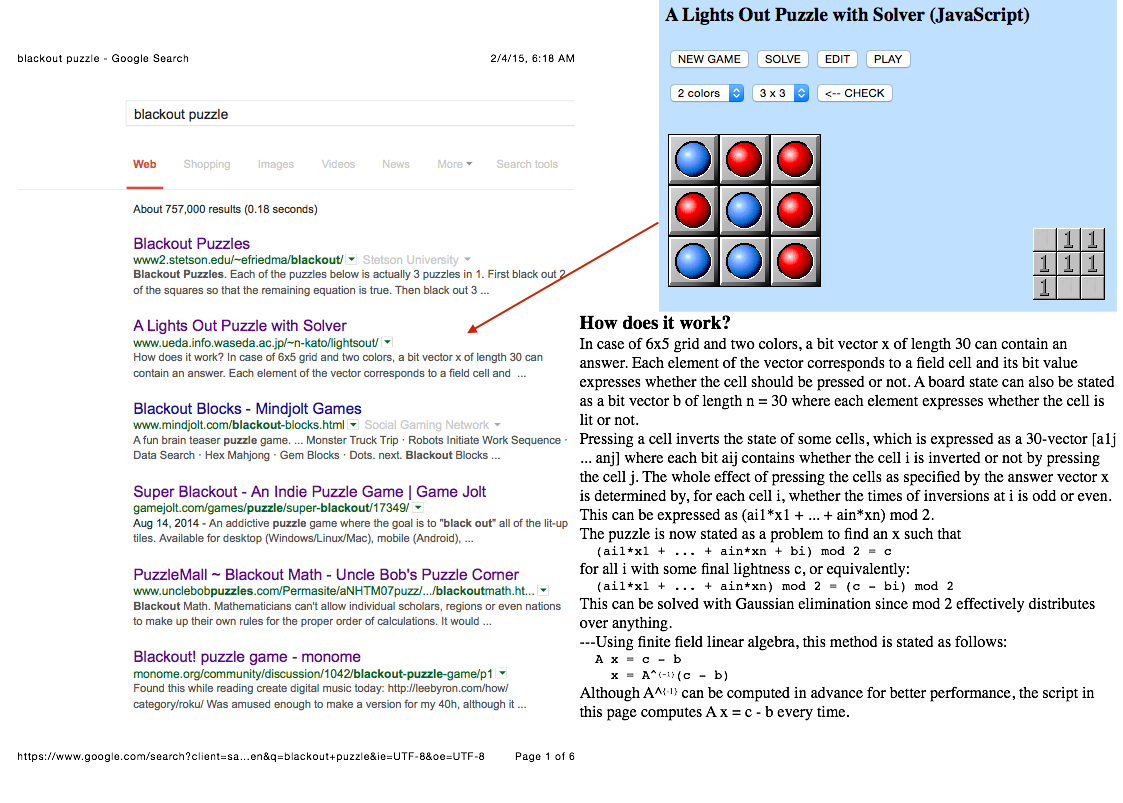 blackout puzzle - Google Search
2/4/15, 6:18 AM
blackout puzzle
Web Shopping Images Videos News More Search tools
About 757,000 results (0.18 seconds)
Blackout Puzzles
www2.stetson.edu/~efriedma/blackout/ Stetson University
Blackout Puzzles. Each of the puzzles below is actually 3 puzzles in 1. First black out 2
of the squares so that the remaining equation is true. Then black out 3 ...
A Lights Out Puzzle with Solver
www.ueda.info.waseda.ac.jp/~n-kato/lightsout/
How does it work? In case of 6x5 grid and two colors, a bit vector x of length 30 can
contain an answer. Each element of the vector corresponds to a field cell and ...
Blackout Blocks - Mindjolt Games
www.mindjolt.com/blackout-blocks.html Social Gaming Network
A fun brain teaser puzzle game. ... Monster Truck Trip · Robots Initiate Work Sequence ·
Data Search · Hex Mahjong · Gem Blocks · Dots. next. Blackout Blocks ...
Super Blackout - An Indie Puzzle Game | Game Jolt
gamejolt.com/games/puzzle/super-blackout/17349/
Aug 14, 2014 - An addictive puzzle game where the goal is to "black out" all of the lit-up
tiles. Available for desktop (Windows/Linux/Mac), mobile (Android), ...
PuzzleMall ~ Blackout Math - Uncle Bob's Puzzle Corner
www.unclebobpuzzles.com/Permasite/aNHTM07puzz/.../blackoutmath.ht...
Blackout Math. Mathematicians can't allow individual scholars, regions or even nations
to make up their own rules for the proper order of calculations. It would ...
Blackout! puzzle game - monome
monome.org/community/discussion/1042/blackout-puzzle-game/p1
Found this while reading create digital music today: http://leebyron.com/how/
category/roku/ Was amused enough to make a version for my 40h, although it ...
https://www.google.com/search?client=sa...en&q=blackout+puzzle&ie=UTF-8&oe=UTF-8
Page 1 of 6
A Lights Out Puzzle with Solver (JavaScript)
NEW GAME SOLVE EDIT PLAY
2 colors 3 x 3 <-- CHECK
1 1
1 1 1
1
How does it work?
In case of 6x5 grid and two colors, a bit vector x of length 30 can contain an
answer. Each element of the vector corresponds to a field cell and its bit value
expresses whether the cell should be pressed or not. A board state can also be stated
as a bit vector b of length n = 30 where each element expresses whether the cell is
lit or not.
Pressing a cell inverts the state of some cells, which is expressed as a 30-vector [a1j
... anj] where each bit aij contains whether the cell i is inverted or not by pressing
the cell j. The whole effect of pressing the cells as specified by the answer vector x
is determined by, for each cell i, whether the times of inversions at i is odd or even.
This can be expressed as (ai1*x1 + ... + ain*xn) mod 2.
The puzzle is now stated as a problem to find an x such that
(ai1*x1 + ... + ain*xn + bi) mod 2 = c
for all i with some final lightness c, or equivalently:
(ai1*x1 + ... + ain*xn) mod 2 = (c - bi) mod 2
This can be solved with Gaussian elimination since mod 2 effectively distributes
over anything.
---Using finite field linear algebra, this method is stated as follows:
A x = c - b
x = A^{-1}(c - b)
Although A^{-1} can be computed in advance for better performance, the script in
this page computes A x = c - b every time.